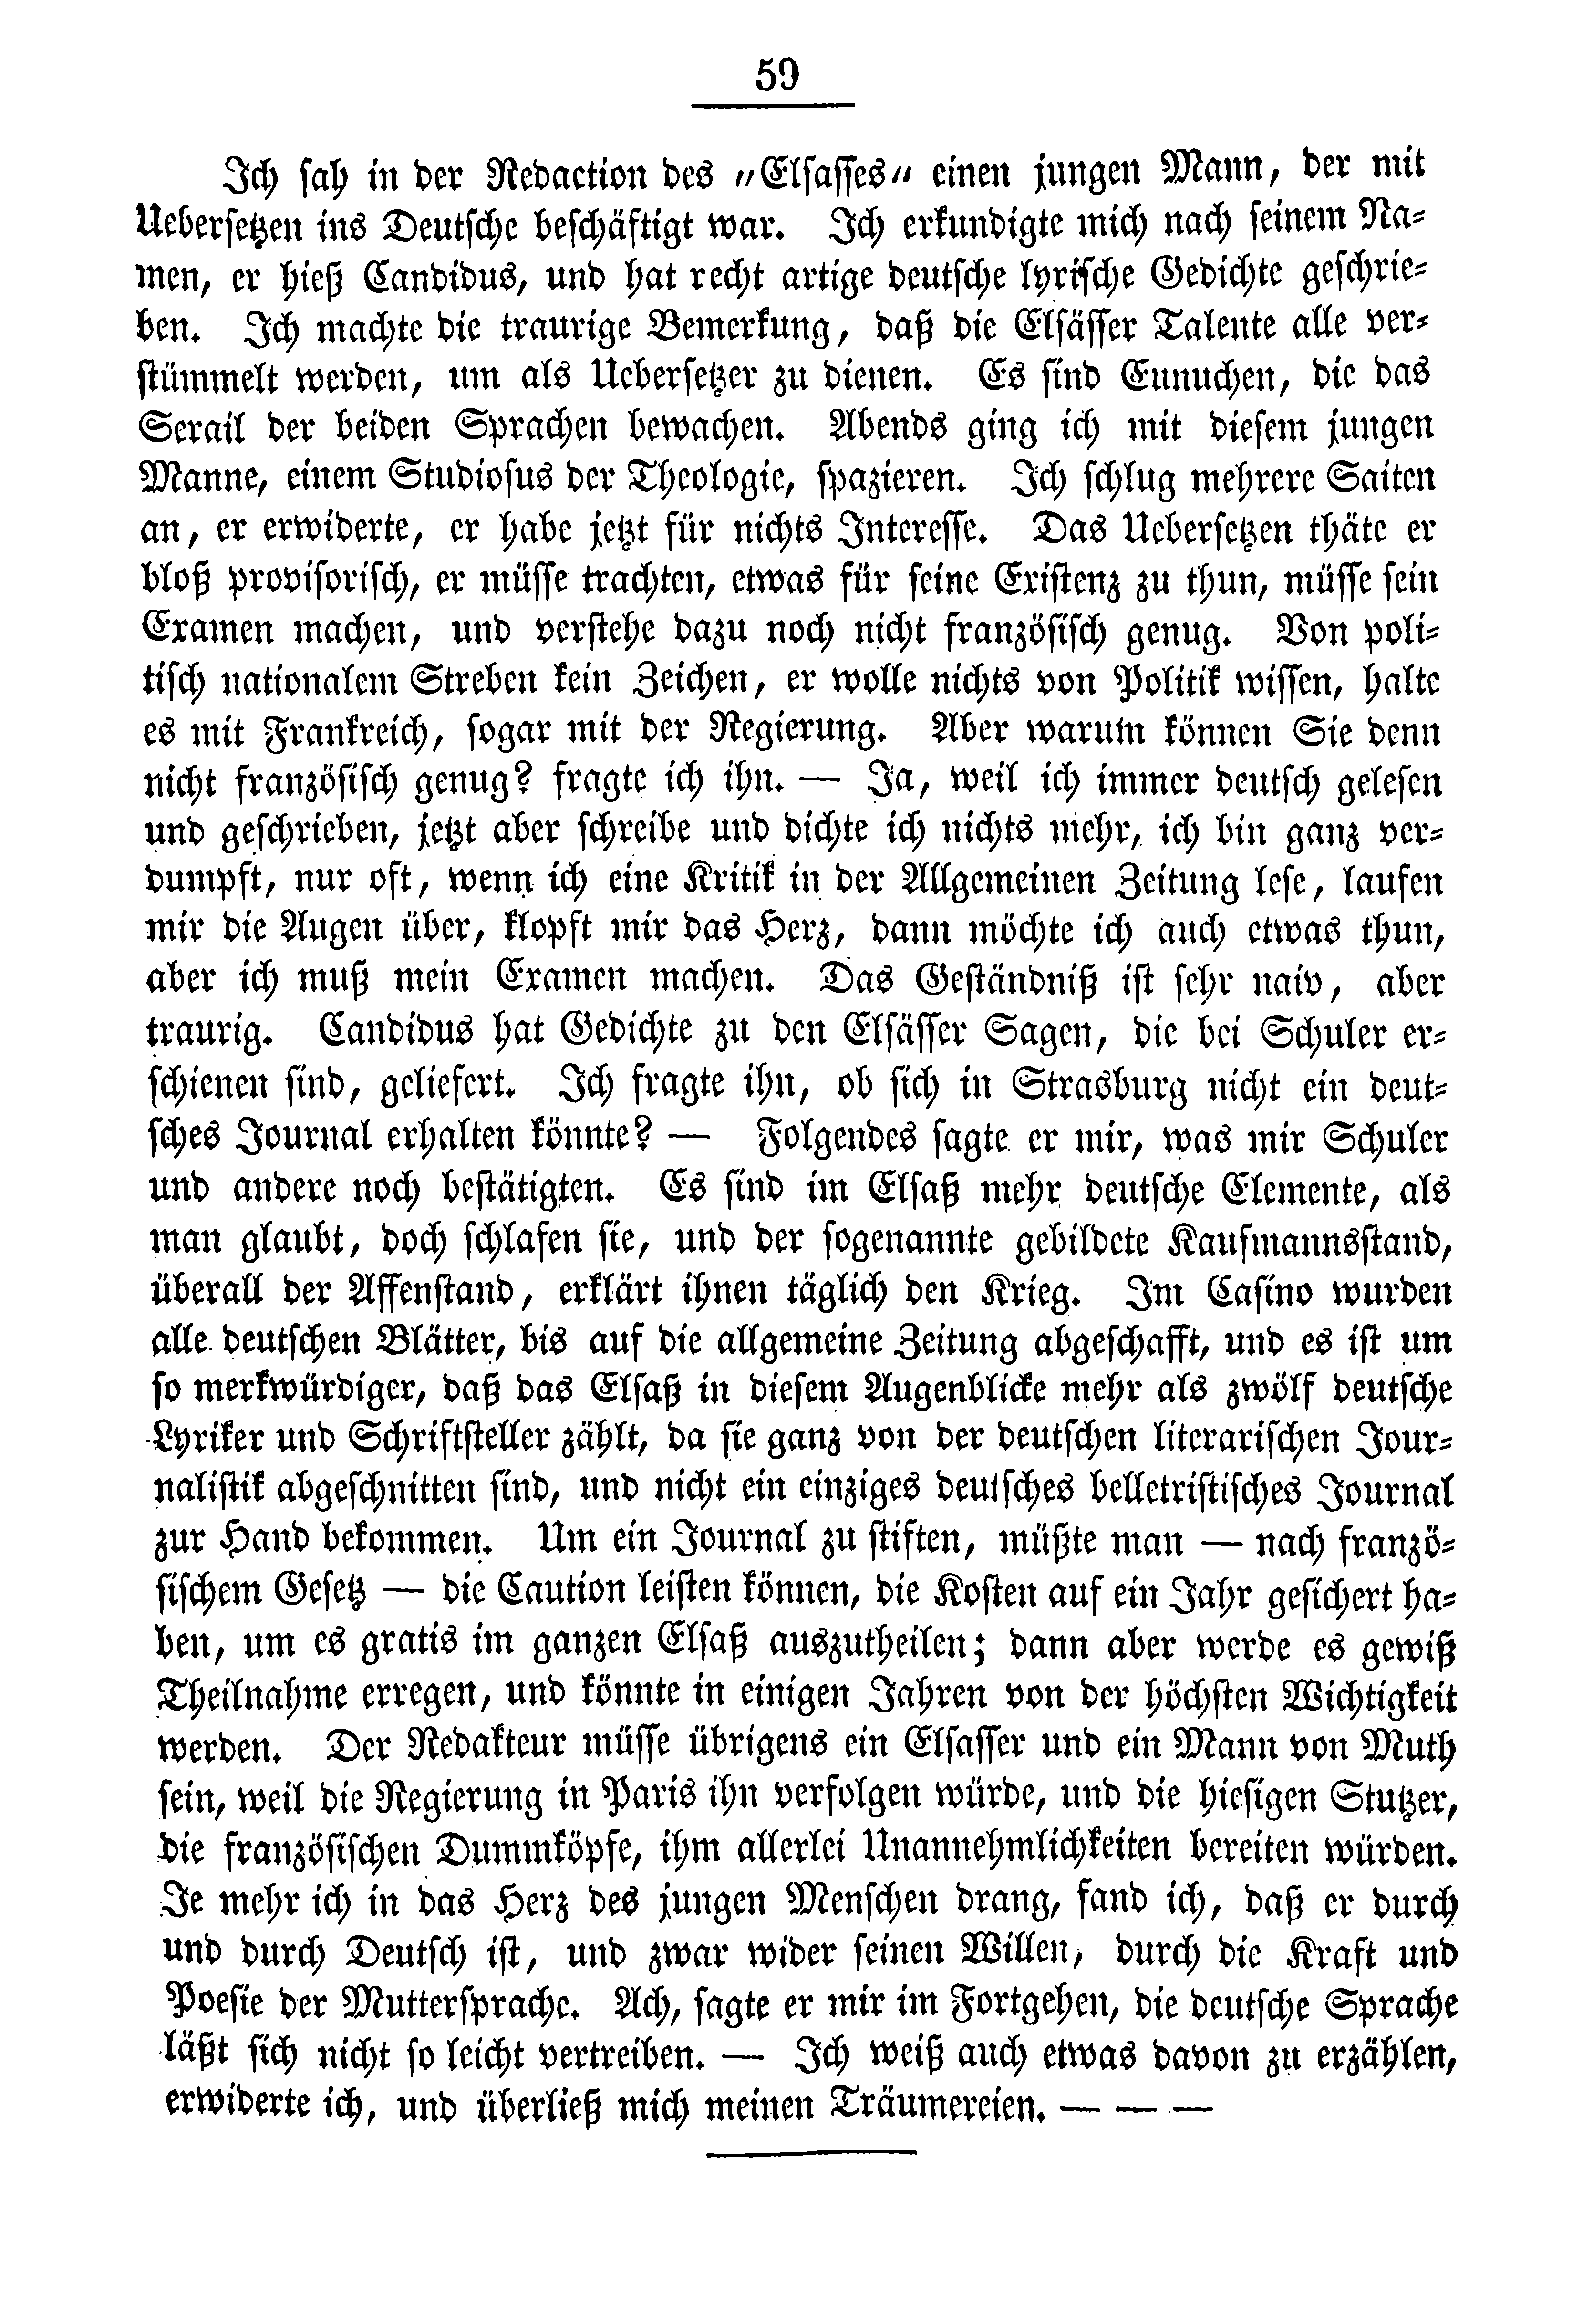 59
Ich sah in der Redaction des „Elsasses“ einen jungen Mann, der mit
Uebersetzen ins Deutsche beschäftigt war. Ich erkundigte mich nach seinem Na-
men, er hieß Candidus, und hat recht artige deutsche lyrische Gedichte geschrie-
ben. Ich machte die traurige Bemerkung, daß die Elsässer Talente alle ver-
stümmelt werden, um als Uebersetzer zu dienen. Es sind Eunuchen, die das
Serail der beiden Sprachen bewachen. Abends ging ich mit diesem jungen
Manne, einem Studiosus der Theologie, spazieren. Ich schlug mehrere Saiten
an, er erwiderte, er habe jetzt für nichts Interesse. Das Uebersetzen thäte er
bloß provisorisch, er müsse trachten, etwas für seine Existenz zu thun, müsse sein
Examen machen, und verstehe dazu noch nicht französisch genug. Von poli-
tisch nationalem Streben kein Zeichen, er wolle nichts von Politik wissen, halte
es mit Frankreich, sogar mit der Regierung. Aber warum können Sie denn
nicht französisch genug? fragte ich ihn. — Ja, weil ich immer deutsch gelesen
und geschrieben, jetzt aber schreibe und dichte ich nichts mehr, ich bin ganz ver-
dumpft, nur oft, wenn ich eine Kritik in der Allgemeinen Zeitung lese, laufen
mir die Augen über, klopft mir das Herz, dann möchte ich auch etwas thun,
aber ich muß mein Examen machen. Das Geständniß ist sehr naiv, aber
traurig. Candidus hat Gedichte zu den Elsässer Sagen, die bei Schuler er-
schienen sind, geliefert. Ich fragte ihn, ob sich in Strasburg nicht ein deut-
sches Journal erhalten könnte? — Folgendes sagte er mir, was mir Schuler
und andere noch bestätigten. Es sind im Elsaß mehr deutsche Elemente, als
man glaubt, doch schlafen sie, und der sogenannte gebildete Kaufmannsstand,
überall der Affenstand, erklärt ihnen täglich den Krieg. Im Casino wurden
alle deutschen Blätter, bis auf die allgemeine Zeitung abgeschafft, und es ist um
so merkwürdiger, daß das Elsaß in diesem Augenblicke mehr als zwölf deutsche
Lyriker und Schriftsteller zählt, da sie ganz von der deutschen literarischen Jour-
nalistik abgeschnitten sind, und nicht ein einziges deutsches belletristisches Journal
zur Hand bekommen. Um ein Journal zu stiften, müßte man — nach franzö-
sischem Gesetz — die Caution leisten können, die Kosten auf ein Jahr gesichert ha-
ben, um es gratis im ganzen Elsaß auszutheilen; dann aber werde es gewiß
Theilnahme erregen, und könnte in einigen Jahren von der höchsten Wichtigkeit
werden. Der Redakteur müsse übrigens ein Elsasser und ein Mann von Muth
sein, weil die Regierung in Paris ihn verfolgen würde, und die hiesigen Stutzer,
die französischen Dummköpfe, ihm allerlei Unannehmlichkeiten bereiten würden.
Je mehr ich in das Herz des jungen Menschen drang, fand ich, daß er durch
und durch Deutsch ist, und zwar wider seinen Willen, durch die Kraft und
Poesie der Muttersprache. Ach, sagte er mir im Fortgehen, die deutsche Sprache
läßt sich nicht so leicht vertreiben. — Ich weiß auch etwas davon zu erzählen,
erwiderte ich, und überließ mich meinen Träumereien. — — —